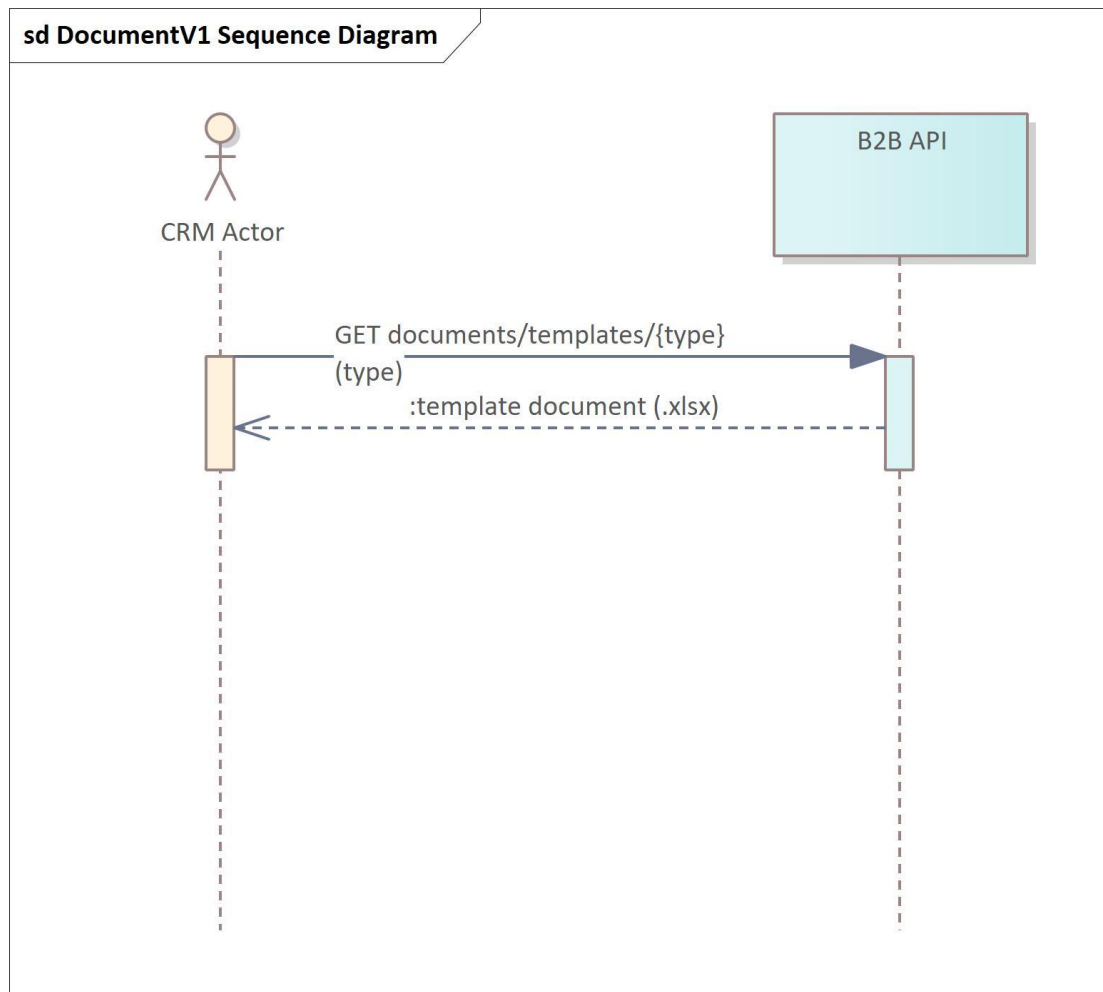 sd DocumentV1 Sequence Diagram
B2B API
CRM Actor
GET documents/templates/{type}
(type)
:template document (.xlsx)